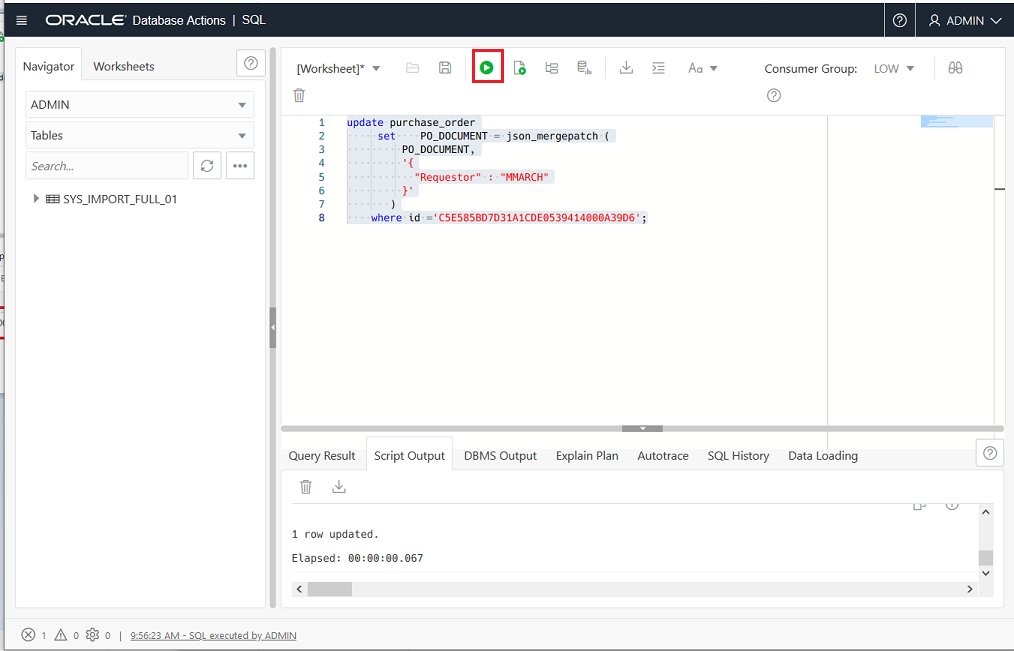 ORACLE Database Actions | SQL
ADMIN
Navigator Worksheets
[Worksheet]*
Aa
Consumer Group: LOW
ADMIN
Tables
Search...
SYS_IMPORT_FULL_01
1 update purchase_order
2 set PO_DOCUMENT = json_mergepatch (
3 PO_DOCUMENT,
4 '{
5 "Requestor" : "MMARCH"
6 }'
7 )
8 where id ='C5E585BD7D31A1CDE0539414000A39D6';
Query Result Script Output DBMS Output Explain Plan Autotrace SQL History Data Loading
1 row updated.
Elapsed: 00:00:00.067
1 0 0 | 9:56:23 AM - SQL executed by ADMIN